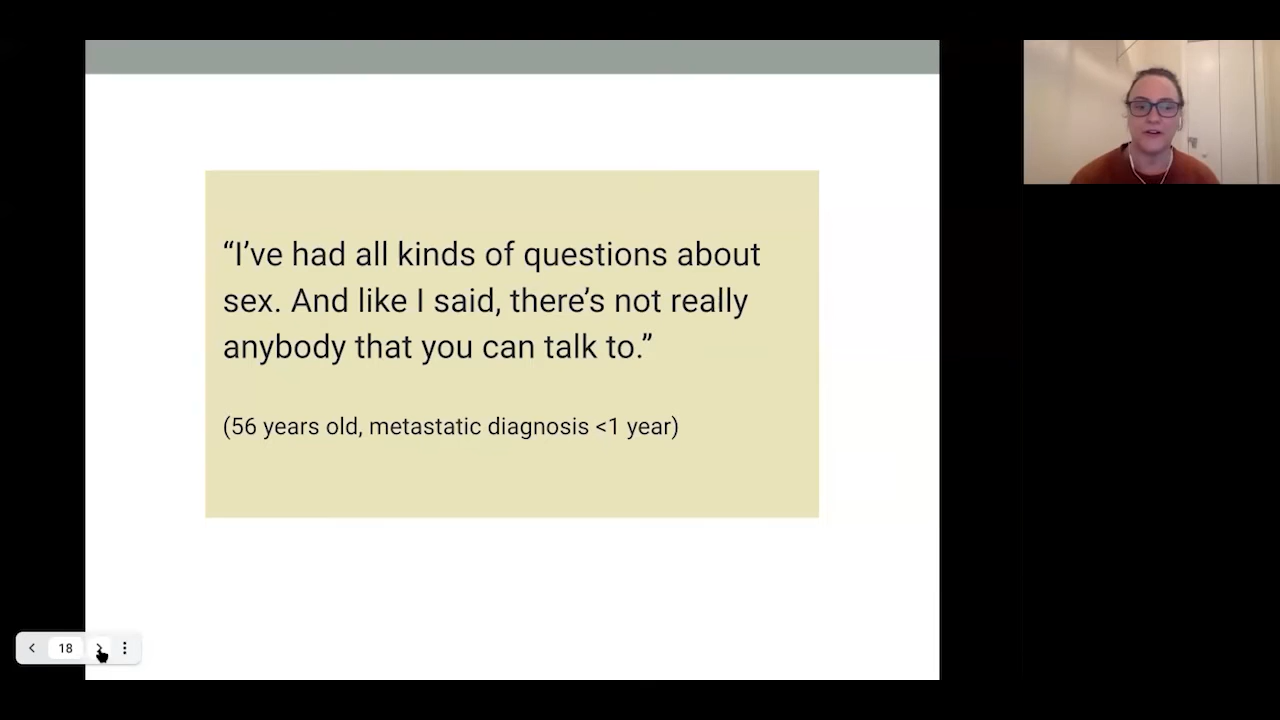 “I’ve had all kinds of questions about
sex. And like I said, there’s not really
anybody that you can talk to.”
(56 years old, metastatic diagnosis <1 year)
18